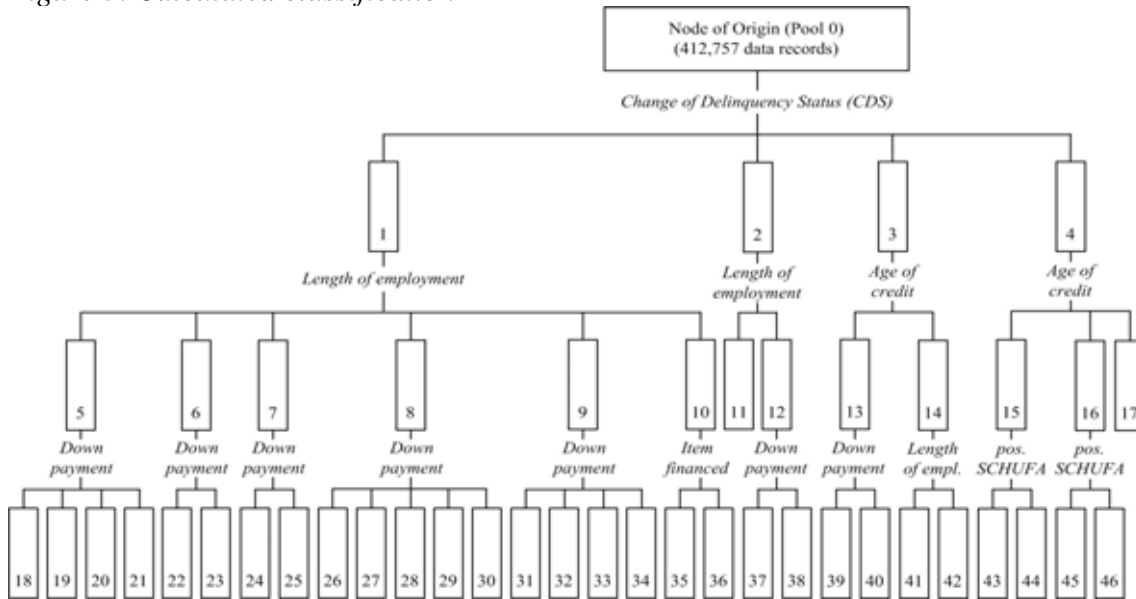 Node of Origin (Pool 0)
(412,757 data records)
Change of Delinquency Status (CDS)
1
2
3
4
Length of employment
Length of
employment
Age of
credit
Age of
credit
5
6
7
8
9
10
11
12
13
14
15
16
17
Down
payment
Down
payment
Down
payment
Down
payment
Down
payment
Item
financed
Down
payment
Down
payment
Length
of empl.
pos.
SCHUFA
pos.
SCHUFA
18
19
20
21
22
23
24
25
26
27
28
29
30
31
32
33
34
35
36
37
38
39
40
41
42
43
44
45
46